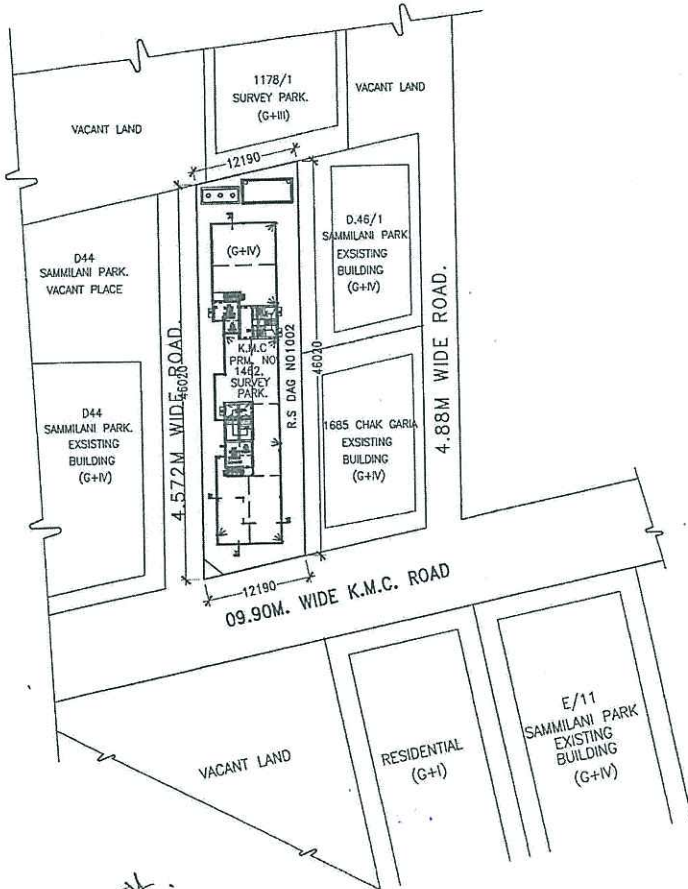 1178/1
SURVEY PARK.
(G+III)
VACANT LAND
VACANT LAND
12190
D44
SAMMILANI PARK.
VACANT PLACE
(G+IV)
D.46/1
SAMMILANI PARK
EXSISTING
BUILDING
(G+IV)
4.88M WIDE ROAD.
4.572M WIDE ROAD.
46020
K.M.C
PRM. NO
1462,
SURVEY
PARK.
R.S DAG NO1002
46020
D44
SAMMILANI PARK.
EXSISTING
BUILDING
(G+IV)
1685 CHAK GARIA
EXSISTING
BUILDING
(G+IV)
12190
09.90M. WIDE K.M.C. ROAD
VACANT LAND
RESIDENTIAL
(G+I)
E/11
SAMMILANI PARK
EXISTING
BUILDING
(G+IV)